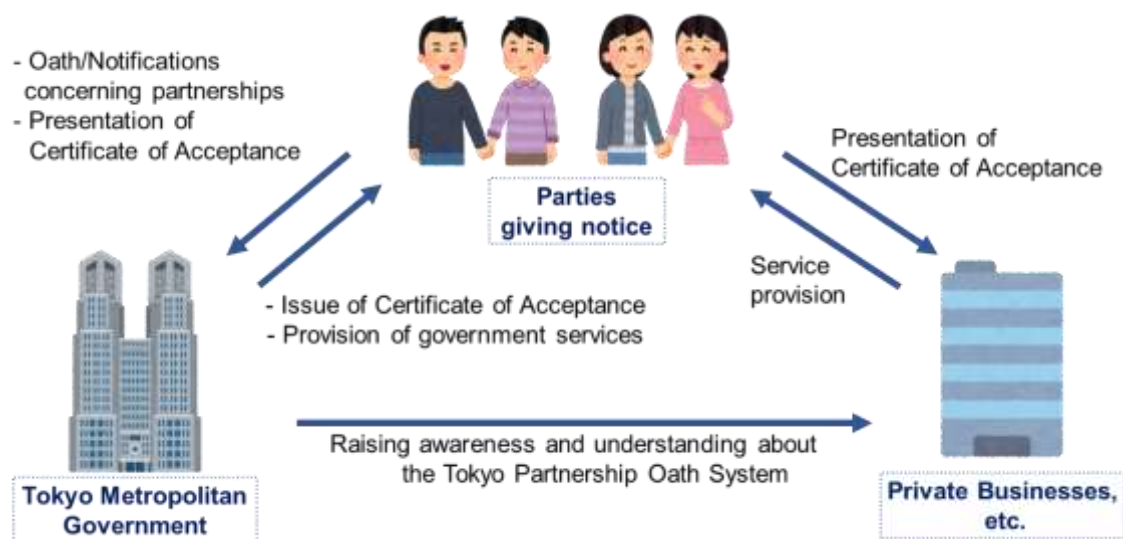 - Oath/Notifications
concerning partnerships
- Presentation of
Certificate of Acceptance
Parties
giving notice
Presentation of
Certificate of Acceptance
- Issue of Certificate of Acceptance
- Provision of government services
Service
provision
Raising awareness and understanding about
the Tokyo Partnership Oath System
Tokyo Metropolitan
Government
Private Businesses,
etc.